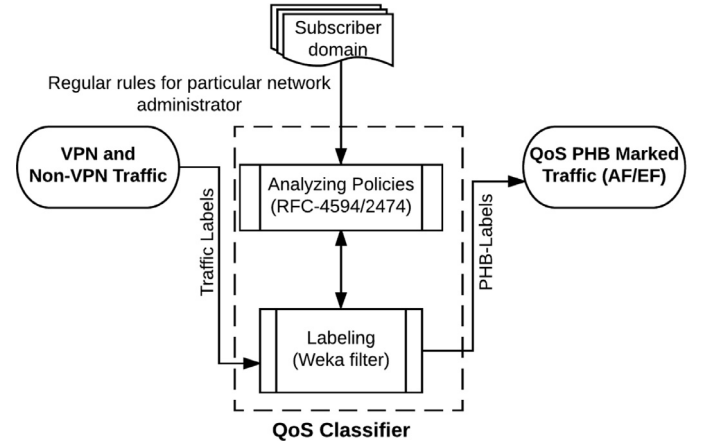 Subscriber
domain
Regular rules for particular network
administrator
VPN and
Non-VPN Traffic
QoS PHB Marked
Traffic (AF/EF)
Analyzing Policies
(RFC-4594/2474)
Traffic Labels
PHB-Labels
Labeling
(Weka filter)
QoS Classifier